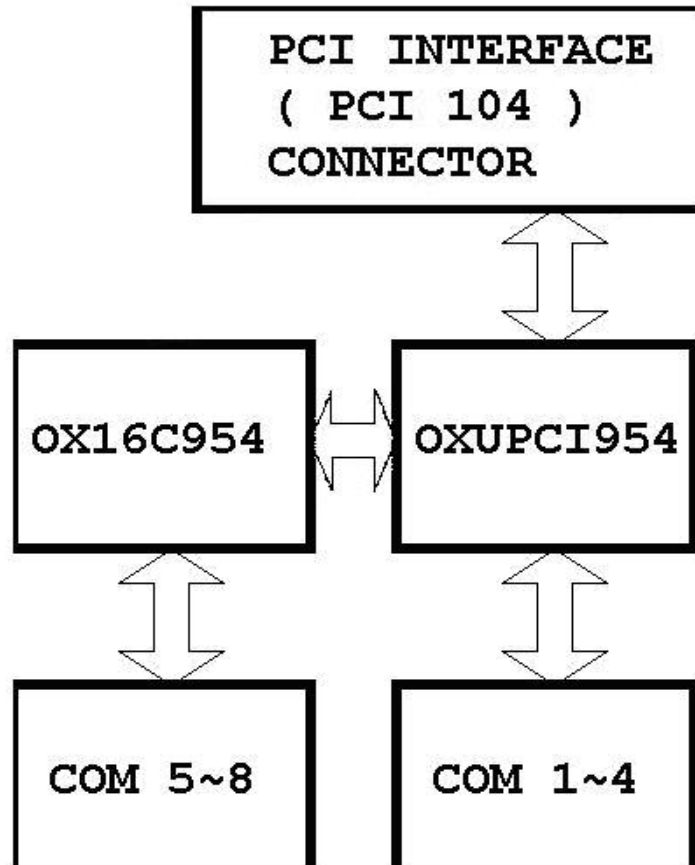 PCI INTERFACE
( PCI 104 )
CONNECTOR
OX16C954
OXUPCI954
COM 5~8
COM 1~4